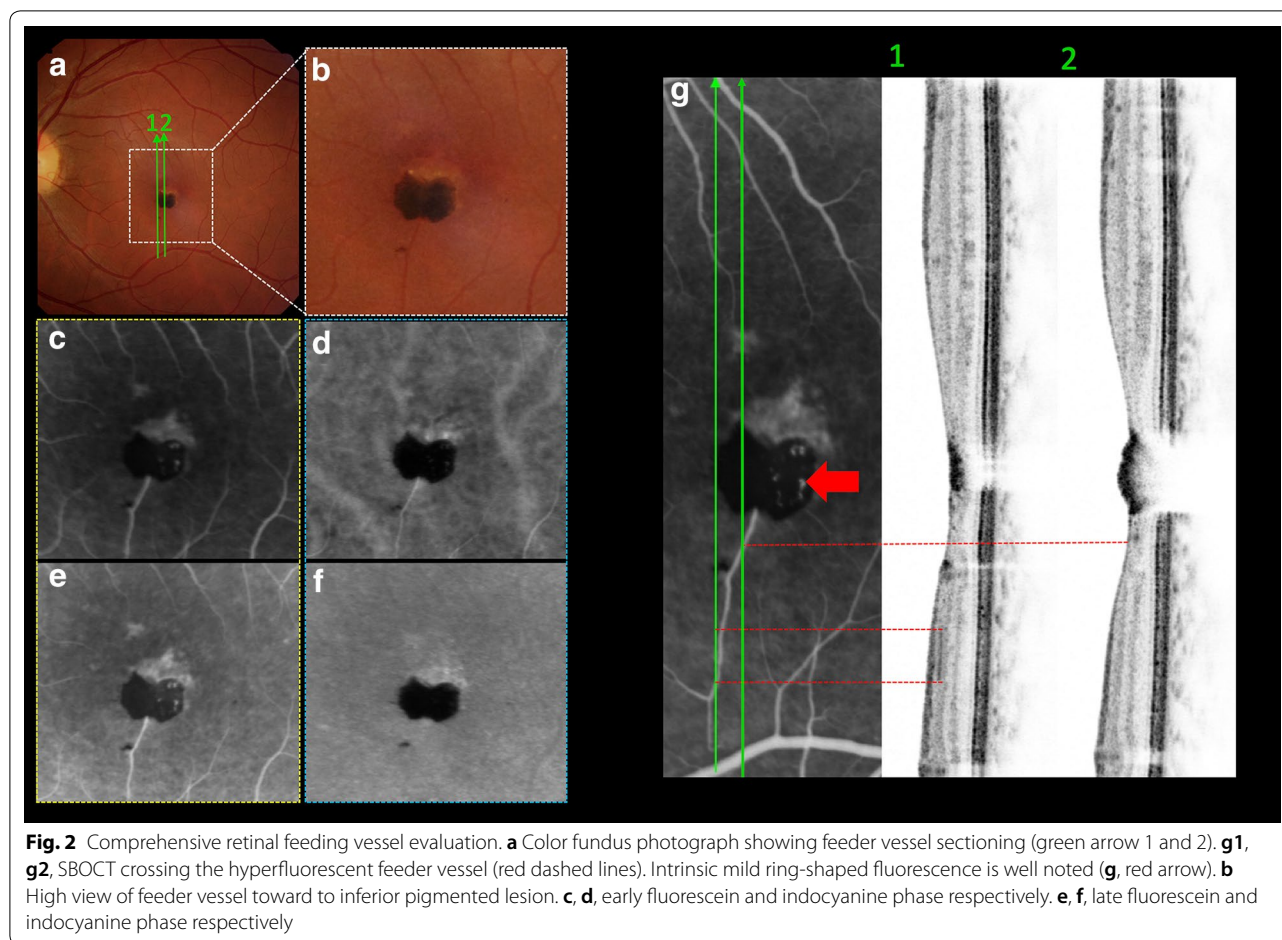 a
12
b
c
d
e
f
g
1
2
Fig. 2 Comprehensive retinal feeding vessel evaluation. a Color fundus photograph showing feeder vessel sectioning (green arrow 1 and 2). g1,
g2, SBOCT crossing the hyperfluorescent feeder vessel (red dashed lines). Intrinsic mild ring-shaped fluorescence is well noted (g, red arrow). b
High view of feeder vessel toward to inferior pigmented lesion. c, d, early fluorescein and indocyanine phase respectively. e, f, late fluorescein and
indocyanine phase respectively